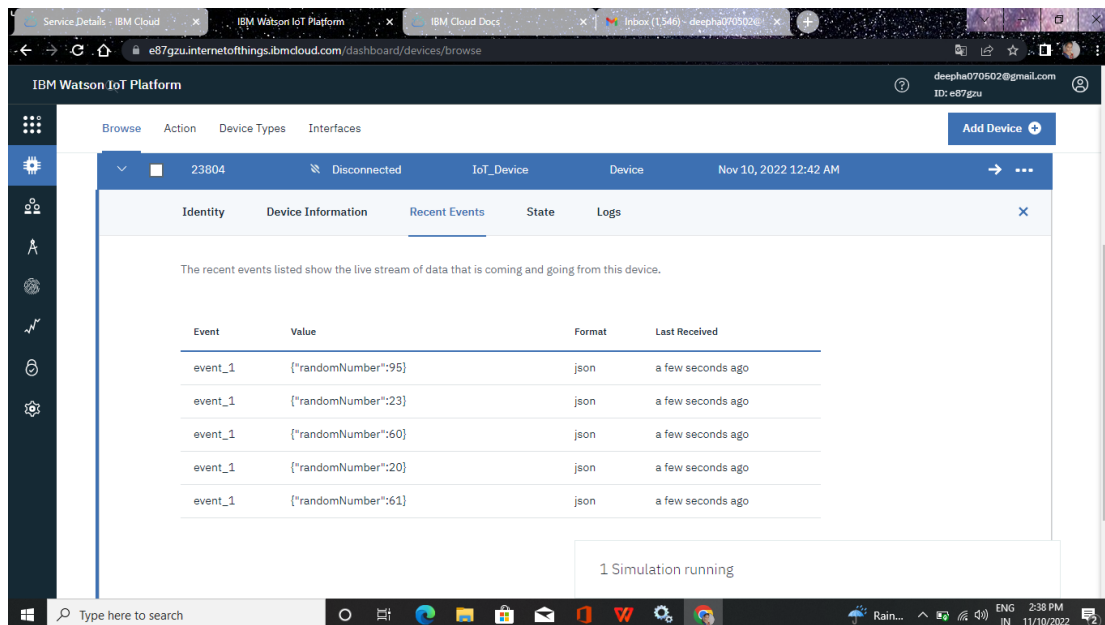 Service Details - IBM Cloud
IBM Watson IoT Platform
IBM Cloud Docs
Inbox (1,546) - deepha070502@
e87gzu.internetofthings.ibmcloud.com/dashboard/devices/browse
IBM Watson IoT Platform
deepha070502@gmail.com
ID: e87gzu
Browse Action Device Types Interfaces
Add Device
23804 Disconnected IoT_Device Device Nov 10, 2022 12:42 AM
Identity Device Information Recent Events State Logs
The recent events listed show the live stream of data that is coming and going from this device.
Event Value Format Last Received
event_1 {"randomNumber":95} json a few seconds ago
event_1 {"randomNumber":23} json a few seconds ago
event_1 {"randomNumber":60} json a few seconds ago
event_1 {"randomNumber":20} json a few seconds ago
event_1 {"randomNumber":61} json a few seconds ago
1 Simulation running
Type here to search
Rain...
ENG
IN
2:38 PM
11/10/2022
2